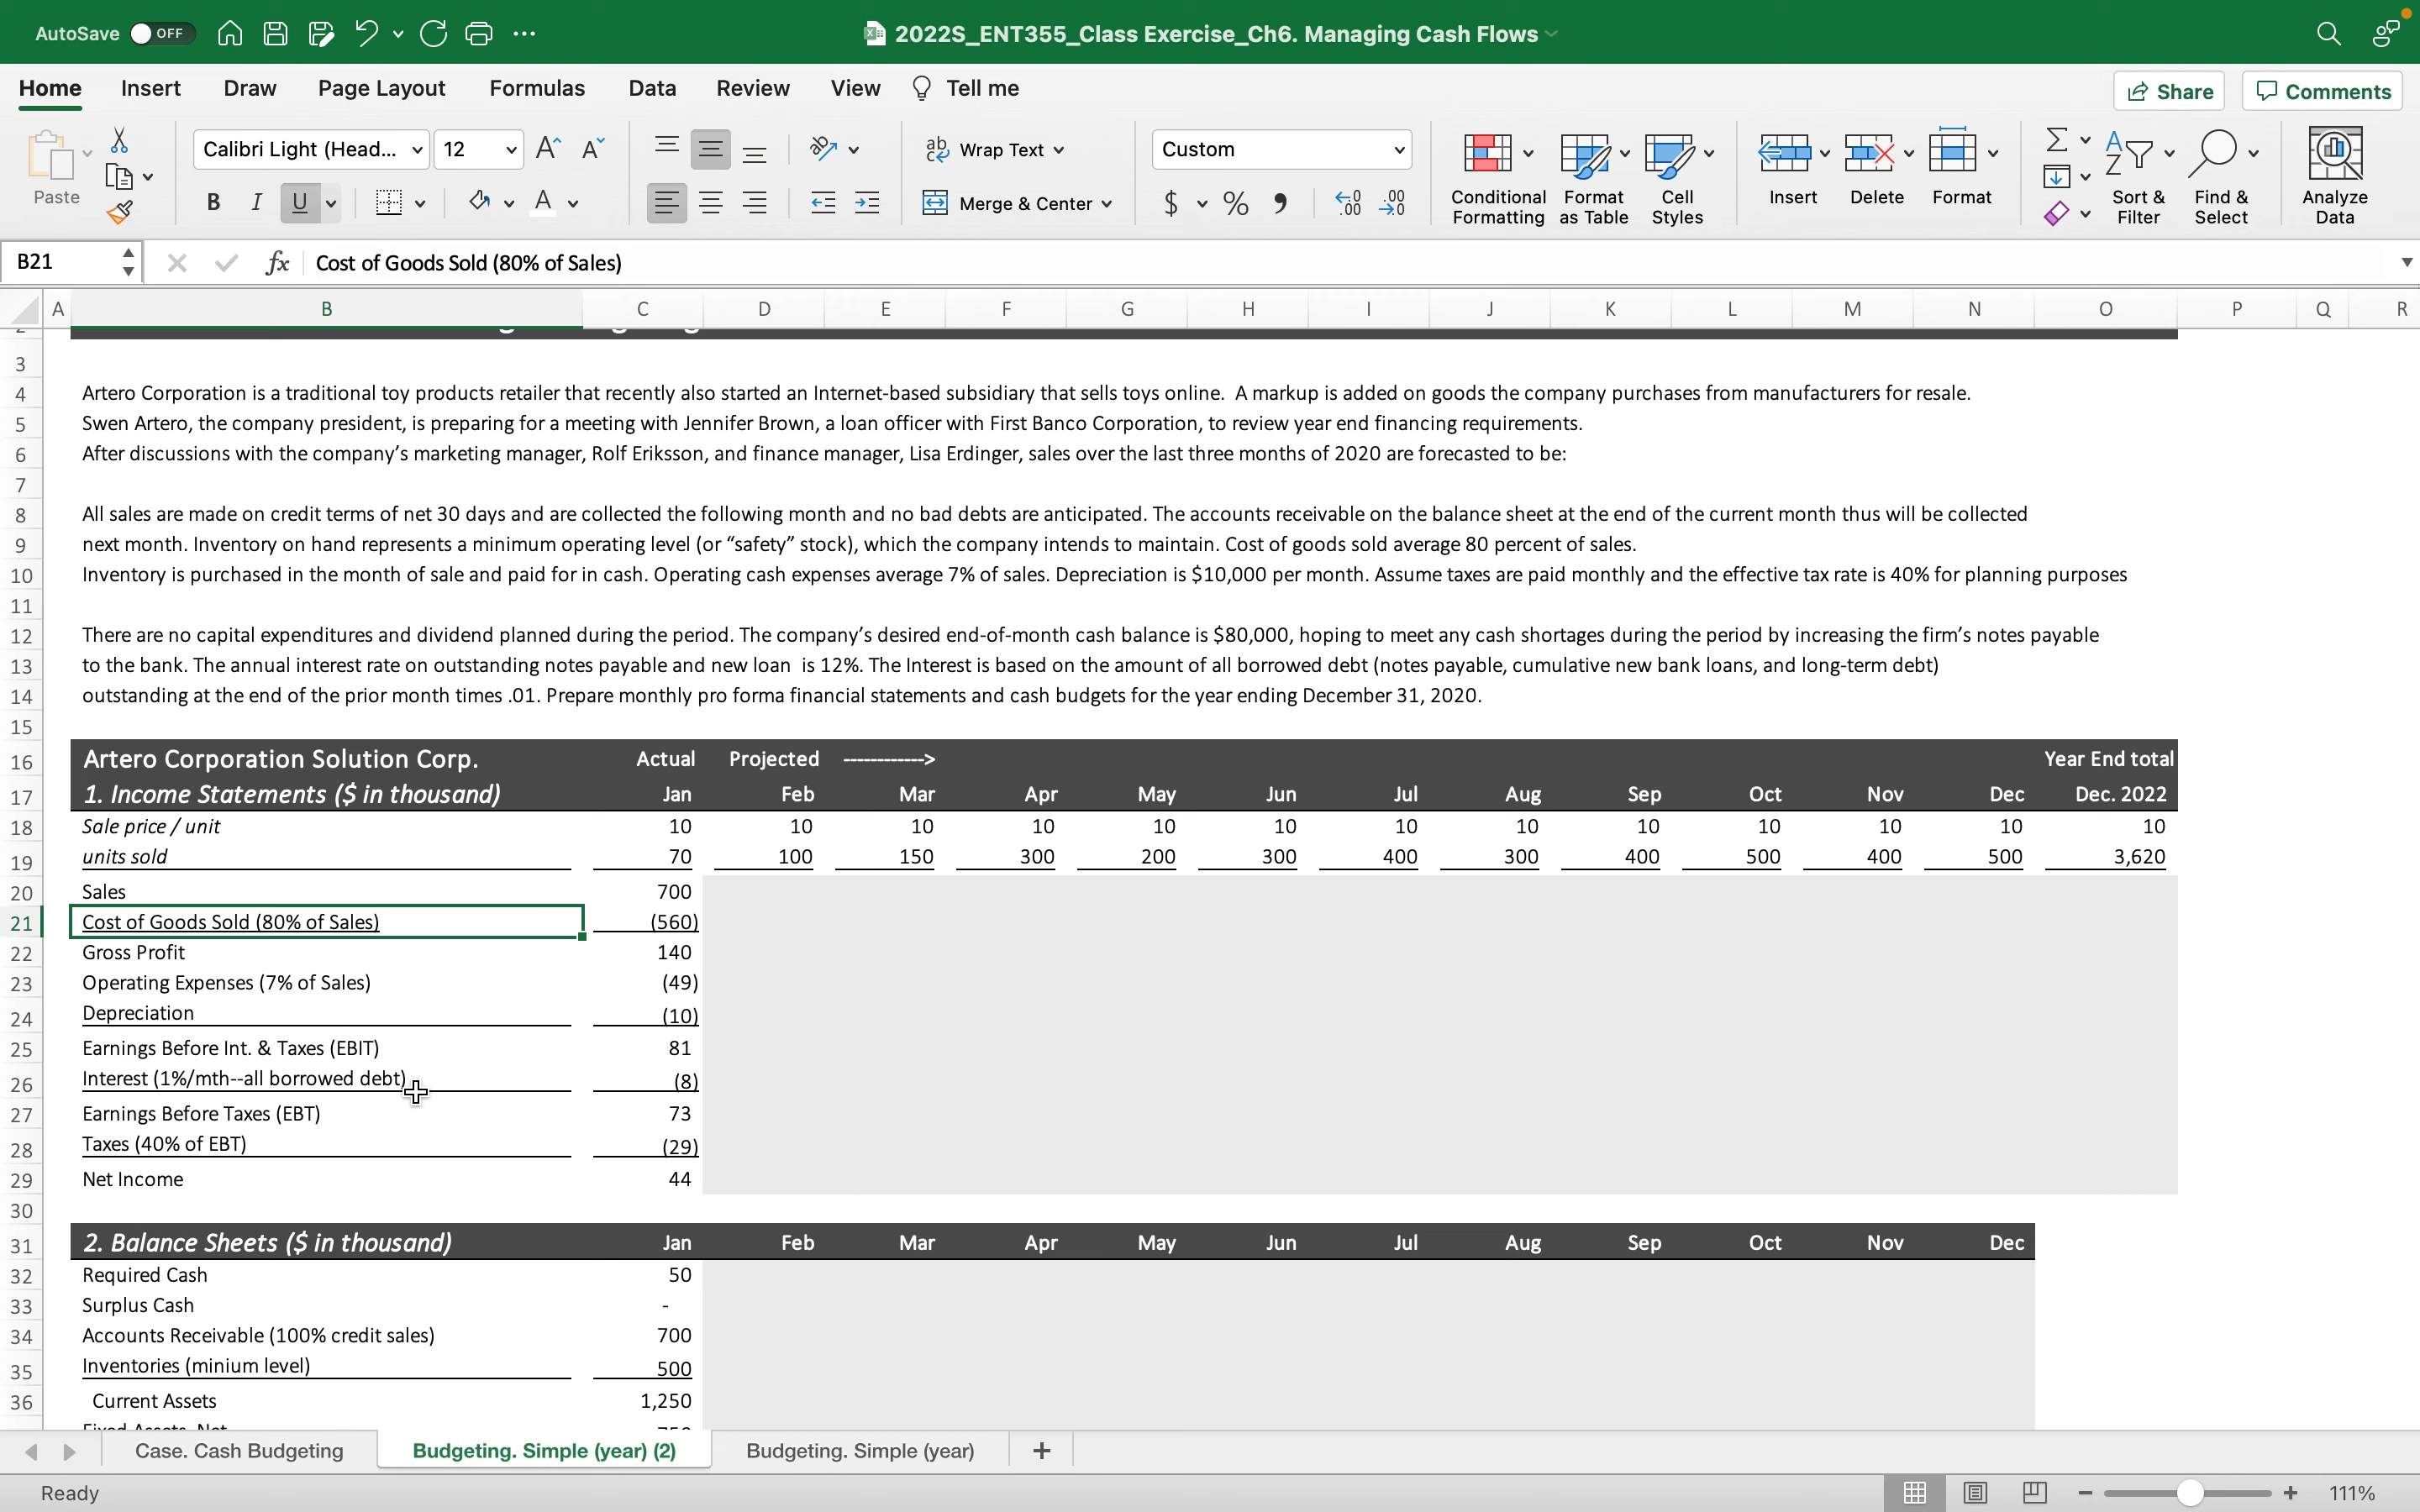 AutoSave OFF 2022S_ENT355_Class Exercise_Ch6. Managing Cash Flows
Home Insert Draw Page Layout Formulas Data Review View Tell me Share Comments
Paste Calibri Light (Head... 12 A A ab Wrap Text Custom Conditional Formatting Format as Table Cell Styles Insert Delete Format Sort & Filter Find & Select Analyze Data
B I U A Merge & Center $ % , .00 .00
B21 fx Cost of Goods Sold (80% of Sales)
A B C D E F G H I J K L M N O P Q R
3
4 Artero Corporation is a traditional toy products retailer that recently also started an Internet-based subsidiary that sells toys online. A markup is added on goods the company purchases from manufacturers for resale.
5 Swen Artero, the company president, is preparing for a meeting with Jennifer Brown, a loan officer with First Banco Corporation, to review year end financing requirements.
6 After discussions with the company's marketing manager, Rolf Eriksson, and finance manager, Lisa Erdinger, sales over the last three months of 2020 are forecasted to be:
7
8 All sales are made on credit terms of net 30 days and are collected the following month and no bad debts are anticipated. The accounts receivable on the balance sheet at the end of the current month thus will be collected
9 next month. Inventory on hand represents a minimum operating level (or “safety” stock), which the company intends to maintain. Cost of goods sold average 80 percent of sales.
10 Inventory is purchased in the month of sale and paid for in cash. Operating cash expenses average 7% of sales. Depreciation is $10,000 per month. Assume taxes are paid monthly and the effective tax rate is 40% for planning purposes
11
12 There are no capital expenditures and dividend planned during the period. The company's desired end-of-month cash balance is $80,000, hoping to meet any cash shortages during the period by increasing the firm's notes payable
13 to the bank. The annual interest rate on outstanding notes payable and new loan is 12%. The Interest is based on the amount of all borrowed debt (notes payable, cumulative new bank loans, and long-term debt)
14 outstanding at the end of the prior month times .01. Prepare monthly pro forma financial statements and cash budgets for the year ending December 31, 2020.
15
16 Artero Corporation Solution Corp. Actual Projected ------------> Year End total
17 1. Income Statements ($ in thousand) Jan Feb Mar Apr May Jun Jul Aug Sep Oct Nov Dec Dec. 2022
18 Sale price / unit 10 10 10 10 10 10 10 10 10 10 10 10 10
19 units sold 70 100 150 300 200 300 400 300 400 500 400 500 3,620
20 Sales 700
21 Cost of Goods Sold (80% of Sales) (560)
22 Gross Profit 140
23 Operating Expenses (7% of Sales) (49)
24 Depreciation (10)
25 Earnings Before Int. & Taxes (EBIT) 81
26 Interest (1%/mth--all borrowed debt) (8)
27 Earnings Before Taxes (EBT) 73
28 Taxes (40% of EBT) (29)
29 Net Income 44
30
31 2. Balance Sheets ($ in thousand) Jan Feb Mar Apr May Jun Jul Aug Sep Oct Nov Dec
32 Required Cash 50
33 Surplus Cash -
34 Accounts Receivable (100% credit sales) 700
35 Inventories (minium level) 500
36 Current Assets 1,250
Case. Cash Budgeting Budgeting. Simple (year) (2) Budgeting. Simple (year) +
Ready 111%